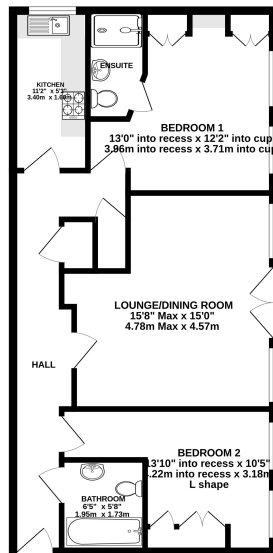 KITCHEN
11'2" x 5'3"
3.40m x 1.60m
ENSUITE
BEDROOM 1
13'0" into recess x 12'2" into cup
3.96m into recess x 3.71m into cup
LOUNGE/DINING ROOM
15'8" Max x 15'0"
4.78m Max x 4.57m
HALL
BEDROOM 2
13'10" into recess x 10'5"
4.22m into recess x 3.18m
L shape
BATHROOM
6'5" x 5'8"
1.95m x 1.73m